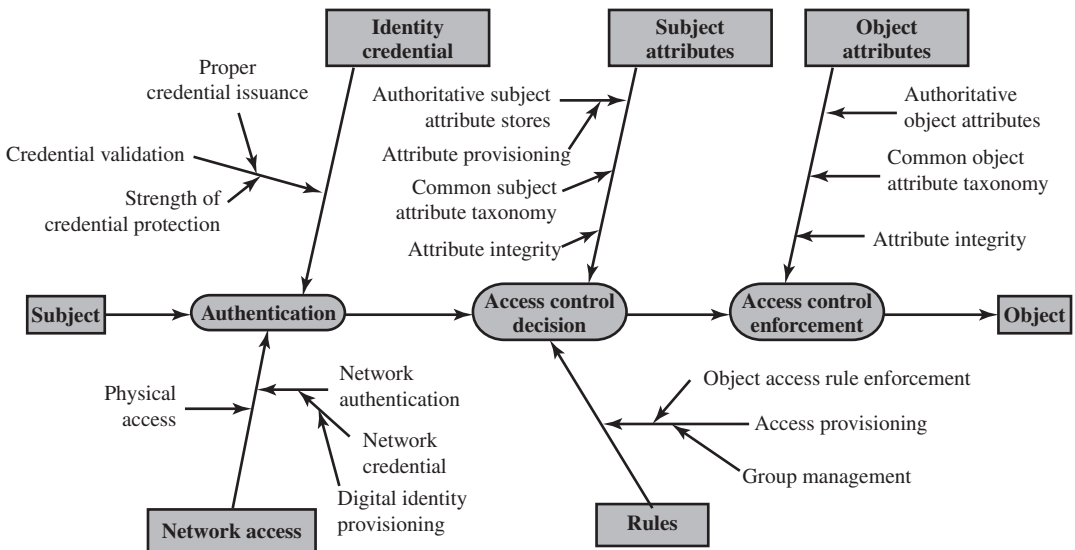 Identity
credential
Subject
attributes
Object
attributes
Proper
credential issuance
Credential validation
Strength of
credential protection
Authoritative subject
attribute stores
Attribute provisioning
Common subject
attribute taxonomy
Attribute integrity
Authoritative
object attributes
Common object
attribute taxonomy
Attribute integrity
Subject
Authentication
Access control
decision
Access control
enforcement
Object
Physical
access
Network
authentication
Network
credential
Digital identity
provisioning
Network access
Object access rule enforcement
Access provisioning
Group management
Rules